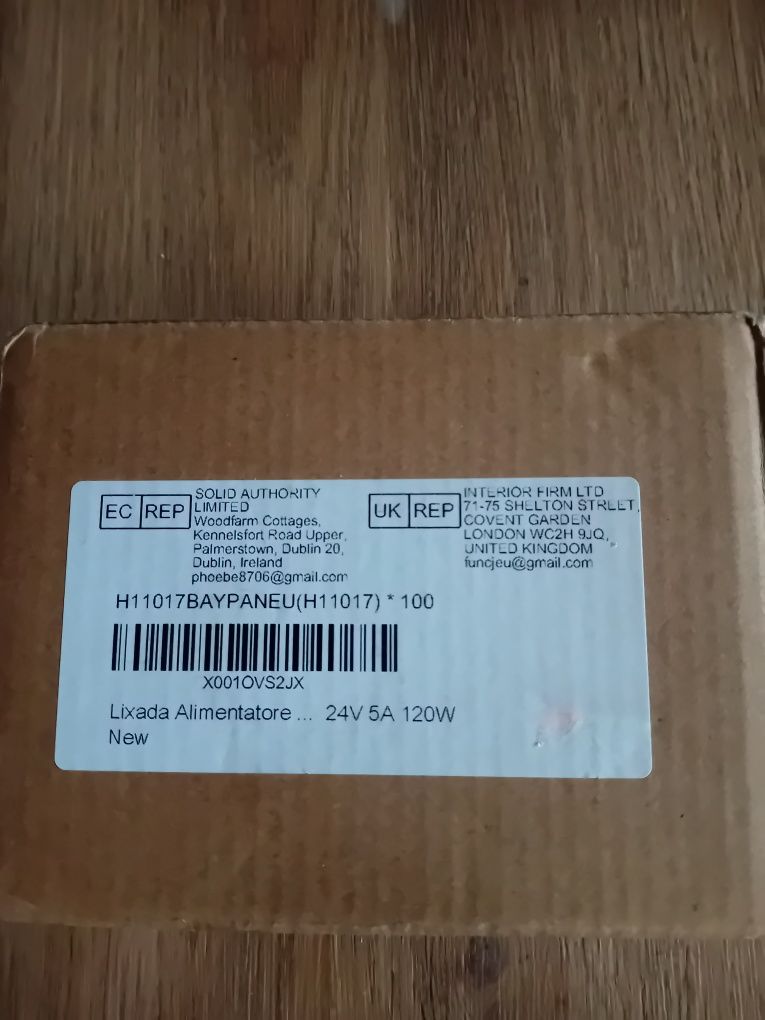 EC REP
SOLID AUTHORITY
LIMITED
Woodfarm Cottages,
Kennelsfort Road Upper,
Palmerstown, Dublin 20,
Dublin, Ireland
phoebe8706@gmail.com
UK REP
INTERIOR FIRM LTD
71-75 SHELTON STREET,
COVENT GARDEN
LONDON WC2H 9JQ,
UNITED KINGDOM
funcjeu@gmail.com
H11017BAYPANEU(H11017) * 100
X001OVS2JX
Lixada Alimentatore ... 24V 5A 120W
New